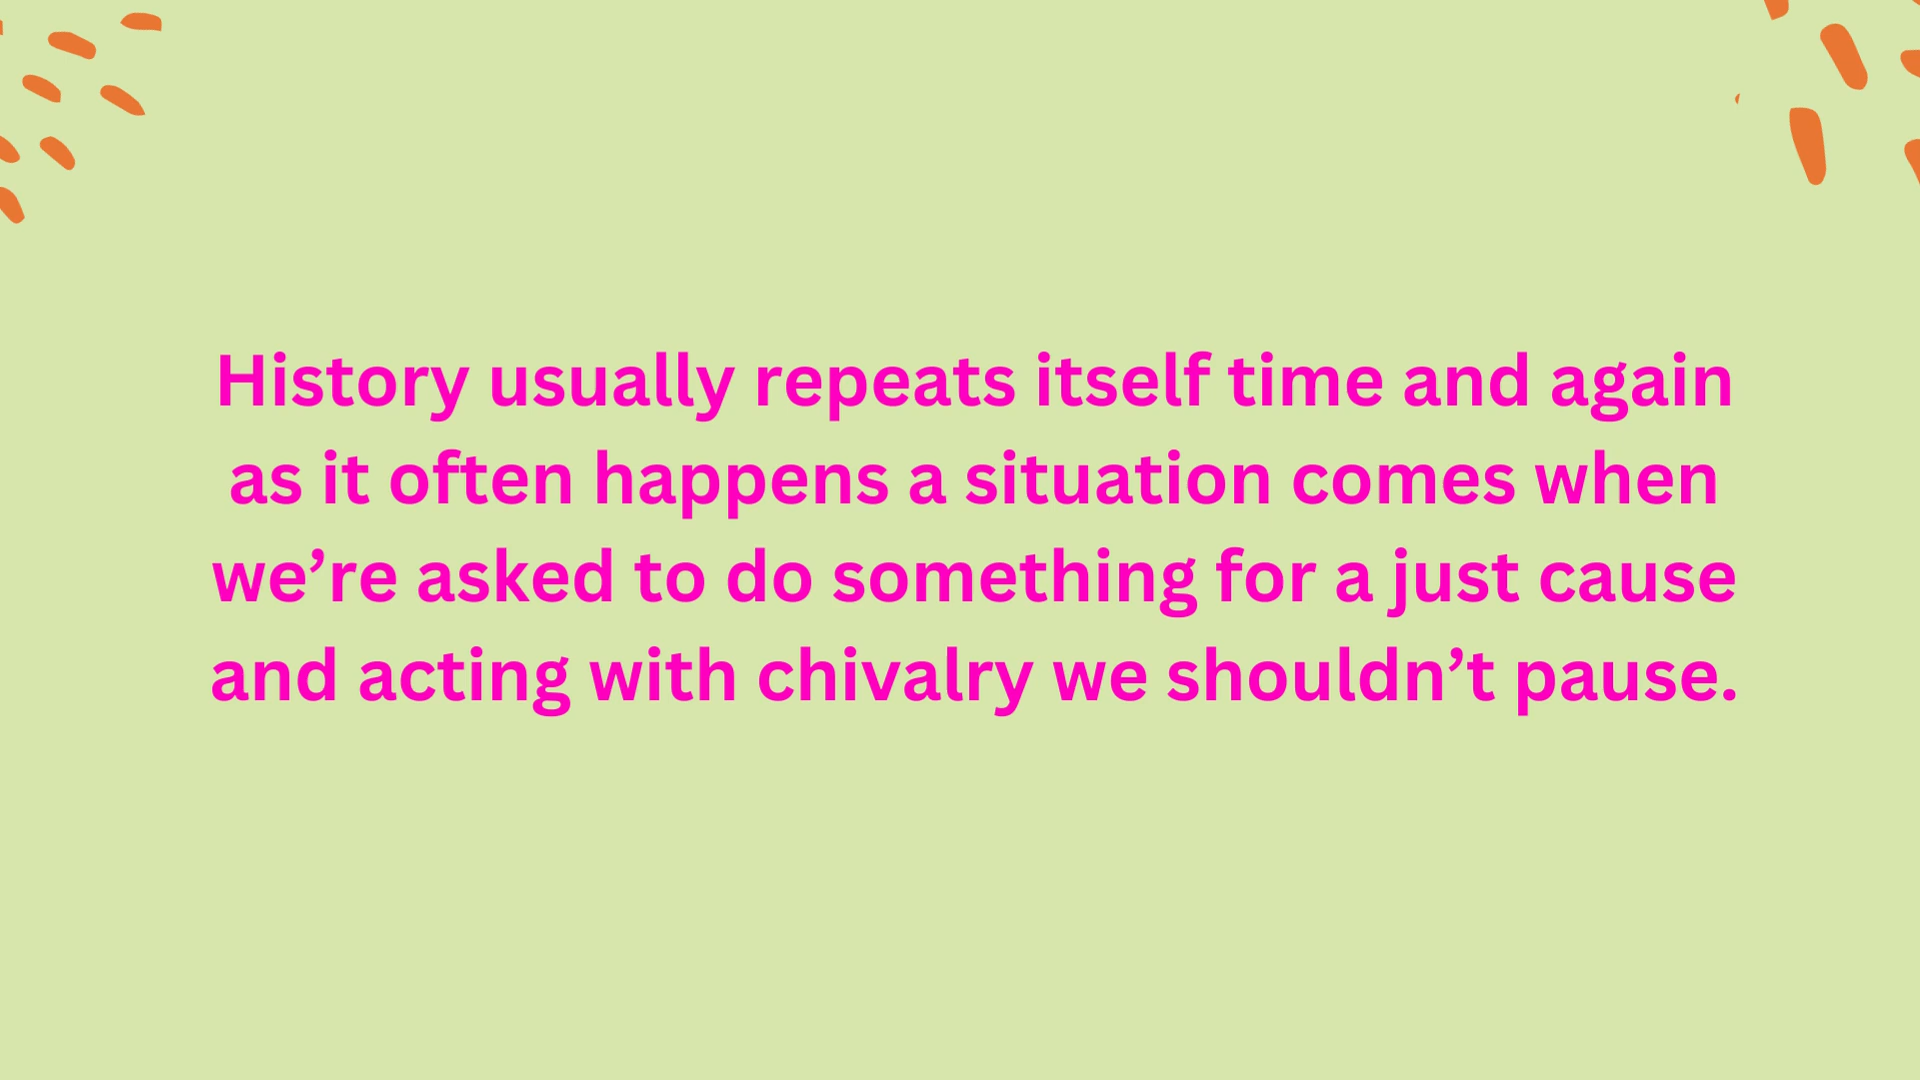 History usually repeats itself time and again
as it often happens a situation comes when
we’re asked to do something for a just cause
and acting with chivalry we shouldn’t pause.